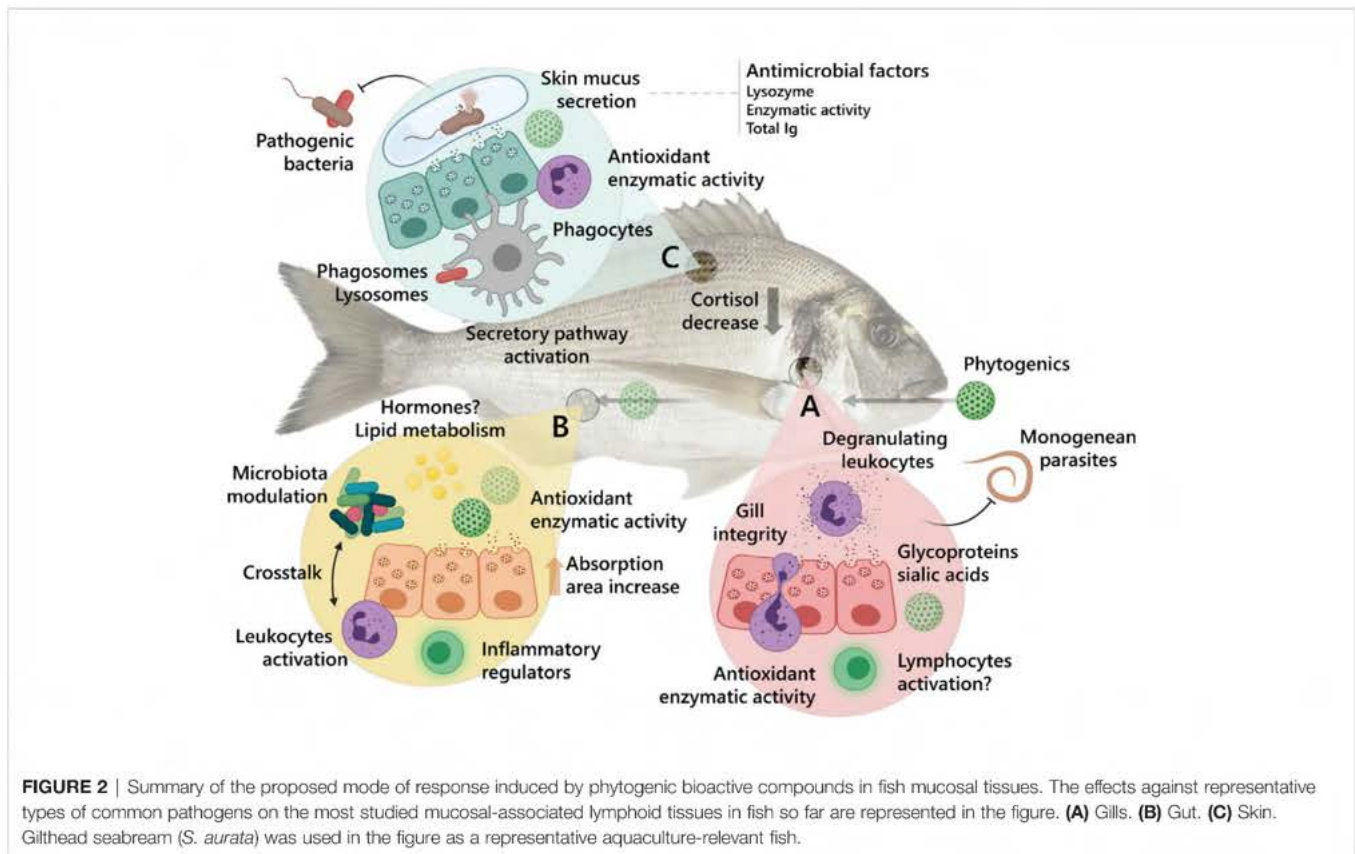 Skin mucus
secretion
Antimicrobial factors
Lysozyme
Enzymatic activity
Total Ig
Pathogenic
bacteria
Antioxidant
enzymatic activity
Phagocytes
C
Phagosomes
Lysosomes
Cortisol
decrease
Secretory pathway
activation
Phytogenics
Hormones?
Lipid metabolism
B
A
Degranulating
leukocytes
Monogenean
parasites
Microbiota
modulation
Antioxidant
enzymatic activity
Gill
integrity
Crosstalk
Absorption
area increase
Glycoproteins
sialic acids
Leukocytes
activation
Inflammatory
regulators
Antioxidant
enzymatic activity
Lymphocytes
activation?
FIGURE 2 | Summary of the proposed mode of response induced by phytogenic bioactive compounds in fish mucosal tissues. The effects against representative
types of common pathogens on the most studied mucosal-associated lymphoid tissues in fish so far are represented in the figure. (A) Gills. (B) Gut. (C) Skin.
Gilthead seabream (S. aurata) was used in the figure as a representative aquaculture-relevant fish.